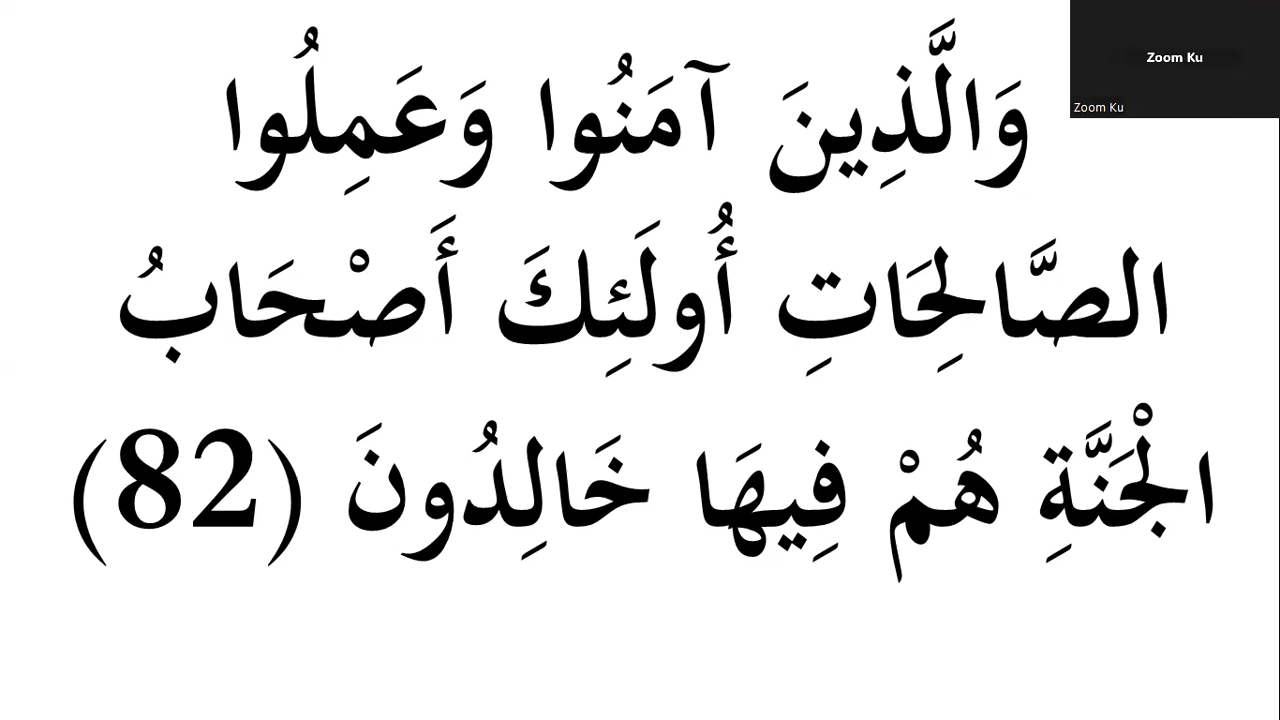 Zoom Ku
Zoom Ku
وَالَّذِينَ آمَنُوا وَعَمِلُوا
الصَّالِحَاتِ أُولَئِكَ أَصْحَابُ
الْجَنَّةِ هُمْ فِيهَا خَالِدُونَ (82)